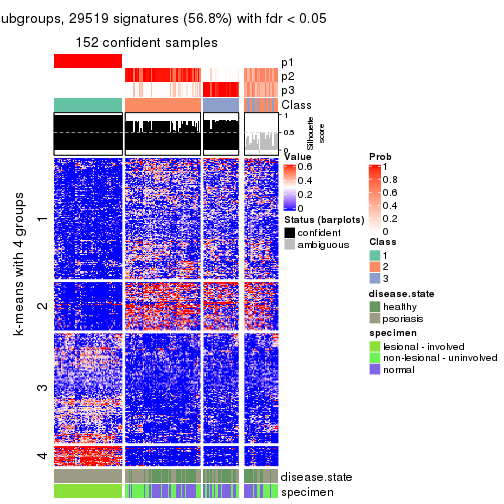 ubgroups, 29519 signatures (56.8%) with fdr < 0.05
152 confident samples
p1
p2
p3
Class
1
0.5
0
Silhouette
score
k-means with 4 groups
1
2
3
4
disease.state
specimen
Value
0.6
0.4
0.2
0
Status (barplots)
confident
ambiguous
Prob
1
0.8
0.6
0.4
0.2
0
Class
1
2
3
disease.state
healthy
psoriasis
specimen
lesional - involved
non-lesional - uninvolved
normal